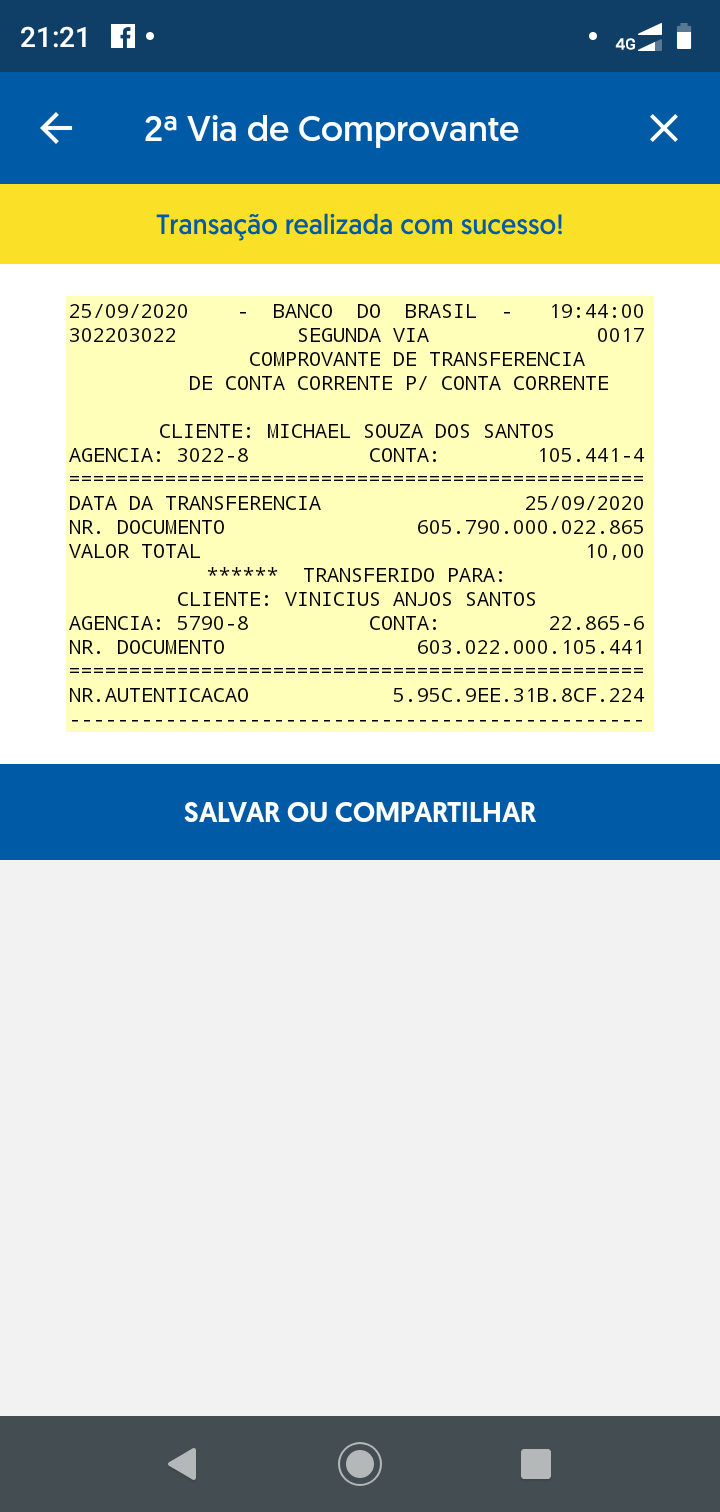 21:21
4G
2ª Via de Comprovante
Transação realizada com sucesso!
25/09/2020 - BANCO DO BRASIL - 19:44:00
302203022 SEGUNDA VIA 0017
COMPROVANTE DE TRANSFERENCIA
DE CONTA CORRENTE P/ CONTA CORRENTE
CLIENTE: MICHAEL SOUZA DOS SANTOS
AGENCIA: 3022-8 CONTA: 105.441-4
================================================
DATA DA TRANSFERENCIA 25/09/2020
NR. DOCUMENTO 605.790.000.022.865
VALOR TOTAL 10,00
****** TRANSFERIDO PARA:
CLIENTE: VINICIUS ANJOS SANTOS
AGENCIA: 5790-8 CONTA: 22.865-6
NR. DOCUMENTO 603.022.000.105.441
================================================
NR.AUTENTICACAO 5.95C.9EE.31B.8CF.224
------------------------------------------------
SALVAR OU COMPARTILHAR